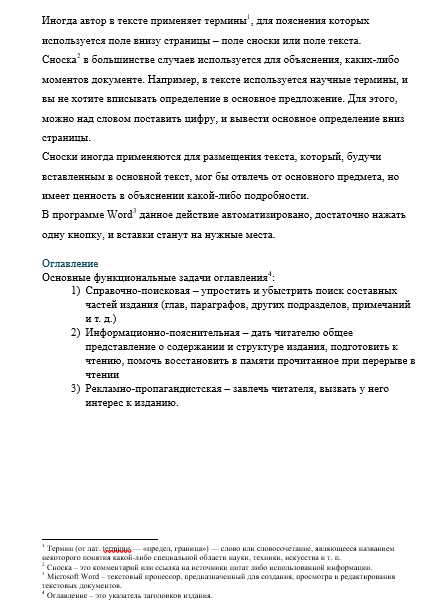 Иногда автор в тексте применяет термины1, для пояснения которых
используется поле внизу страницы – поле сноски или поле текста.
Сноска2 в большинстве случаев используется для объяснения, каких-либо
моментов документе. Например, в тексте используется научные термины, и
вы не хотите вписывать определение в основное предложение. Для этого,
можно над словом поставить цифру, и вывести основное определение вниз
страницы.
Сноски иногда применяются для размещения текста, который, будучи
вставленным в основной текст, мог бы отвлечь от основного предмета, но
имеет ценность в объяснении какой-либо подробности.
В программе Word3 данное действие автоматизировано, достаточно нажать
одну кнопку, и вставки станут на нужные места.
Оглавление
Основные функциональные задачи оглавления4:
1) Справочно-поисковая – упростить и убыстрить поиск составных
частей издания (глав, параграфов, других подразделов, примечаний
и т. д.)
2) Информационно-пояснительная – дать читателю общее
представление о содержании и структуре издания, подготовить к
чтению, помочь восстановить в памяти прочитанное при перерыве в
чтении
3) Рекламно-пропагандистская – завлечь читателя, вызвать у него
интерес к изданию.
1 Термин (от лат. terminus — «предел, граница») — слово или словосочетание, являющееся названием
некоторого понятия какой-либо специальной области науки, техники, искусства и т. п.
2 Сноска – это комментарий или ссылка на источники цитат либо использованной информации.
3 Microsoft Word – текстовый процессор, предназначенный для создания, просмотра и редактирования
текстовых документов.
4 Оглавление – это указатель заголовков издания.